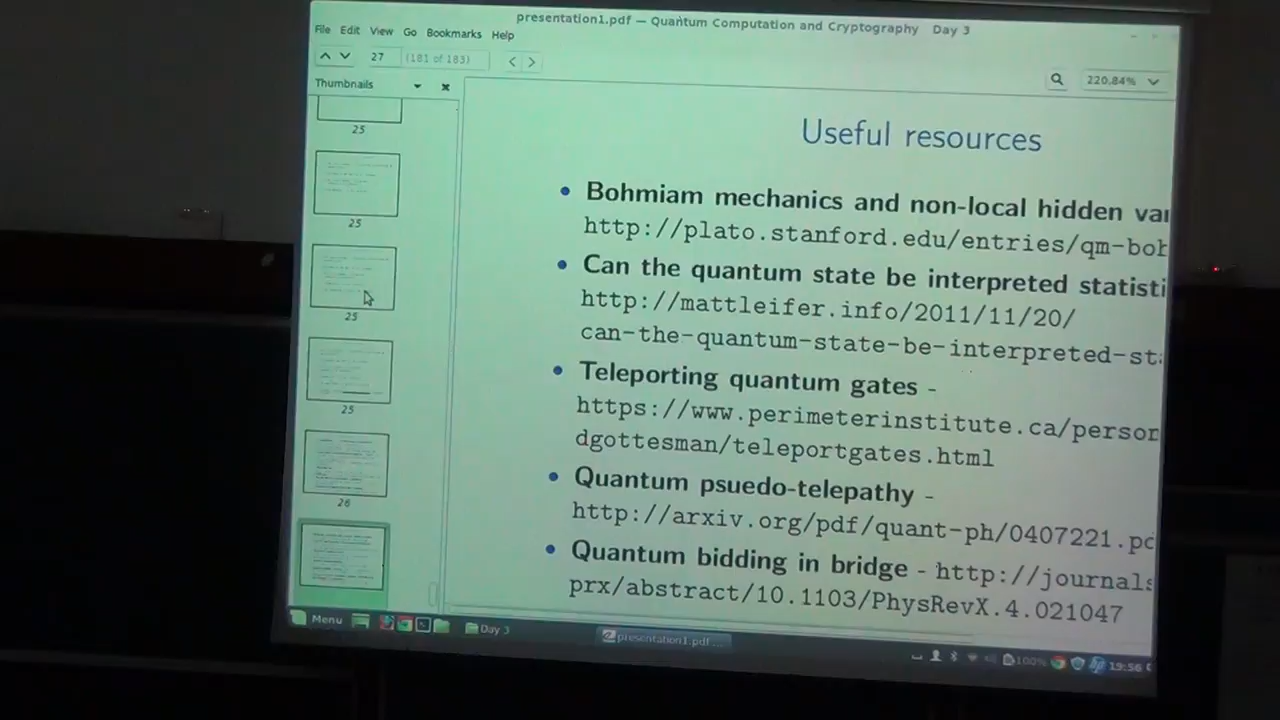 presentation1.pdf — Quantum Computation and Cryptography Day 3
File Edit View Go Bookmarks Help
27 (181 of 183)
220.84%
Thumbnails
25
25
25
25
26
Useful resources
• Bohmiam mechanics and non-local hidden var
http://plato.stanford.edu/entries/qm-boh
• Can the quantum state be interpreted statisti
http://mattleifer.info/2011/11/20/
can-the-quantum-state-be-interpreted-sta
• Teleporting quantum gates -
https://www.perimeterinstitute.ca/person
dgottesman/teleportgates.html
• Quantum psuedo-telepathy -
http://arxiv.org/pdf/quant-ph/0407221.pd
• Quantum bidding in bridge - http://journals
prx/abstract/10.1103/PhysRevX.4.021047
Menu
Day 3
presentation1.pdf ...
100%
19:56